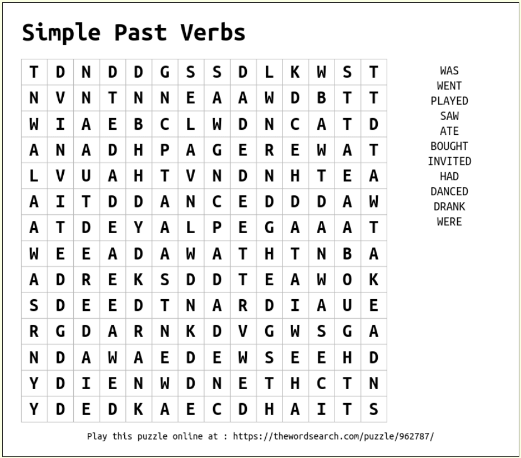 Simple Past Verbs
T D N D D G S S D L K W S T
N V N T N N E A A W D B T T
W I A E B C L W D N C A T D
A N A D H P A G E R E W A T
L V U A H T V N D N H T E A
A I T D D A N C E D D D A W
A T D E Y A L P E G A A A T
W E E A D A W A T H T N B A
A D R E K S D D T E A W O K
S D E E D T N A R D I A U E
R G D A R N K D V G W S G A
N D A W A E D E W S E E H D
Y D I E N W D N E T H C T N
Y D E D K A E C D H A I T S
WAS
WENT
PLAYED
SAW
ATE
BOUGHT
INVITED
HAD
DANCED
DRANK
WERE
Play this puzzle online at : https://thewordsearch.com/puzzle/962787/